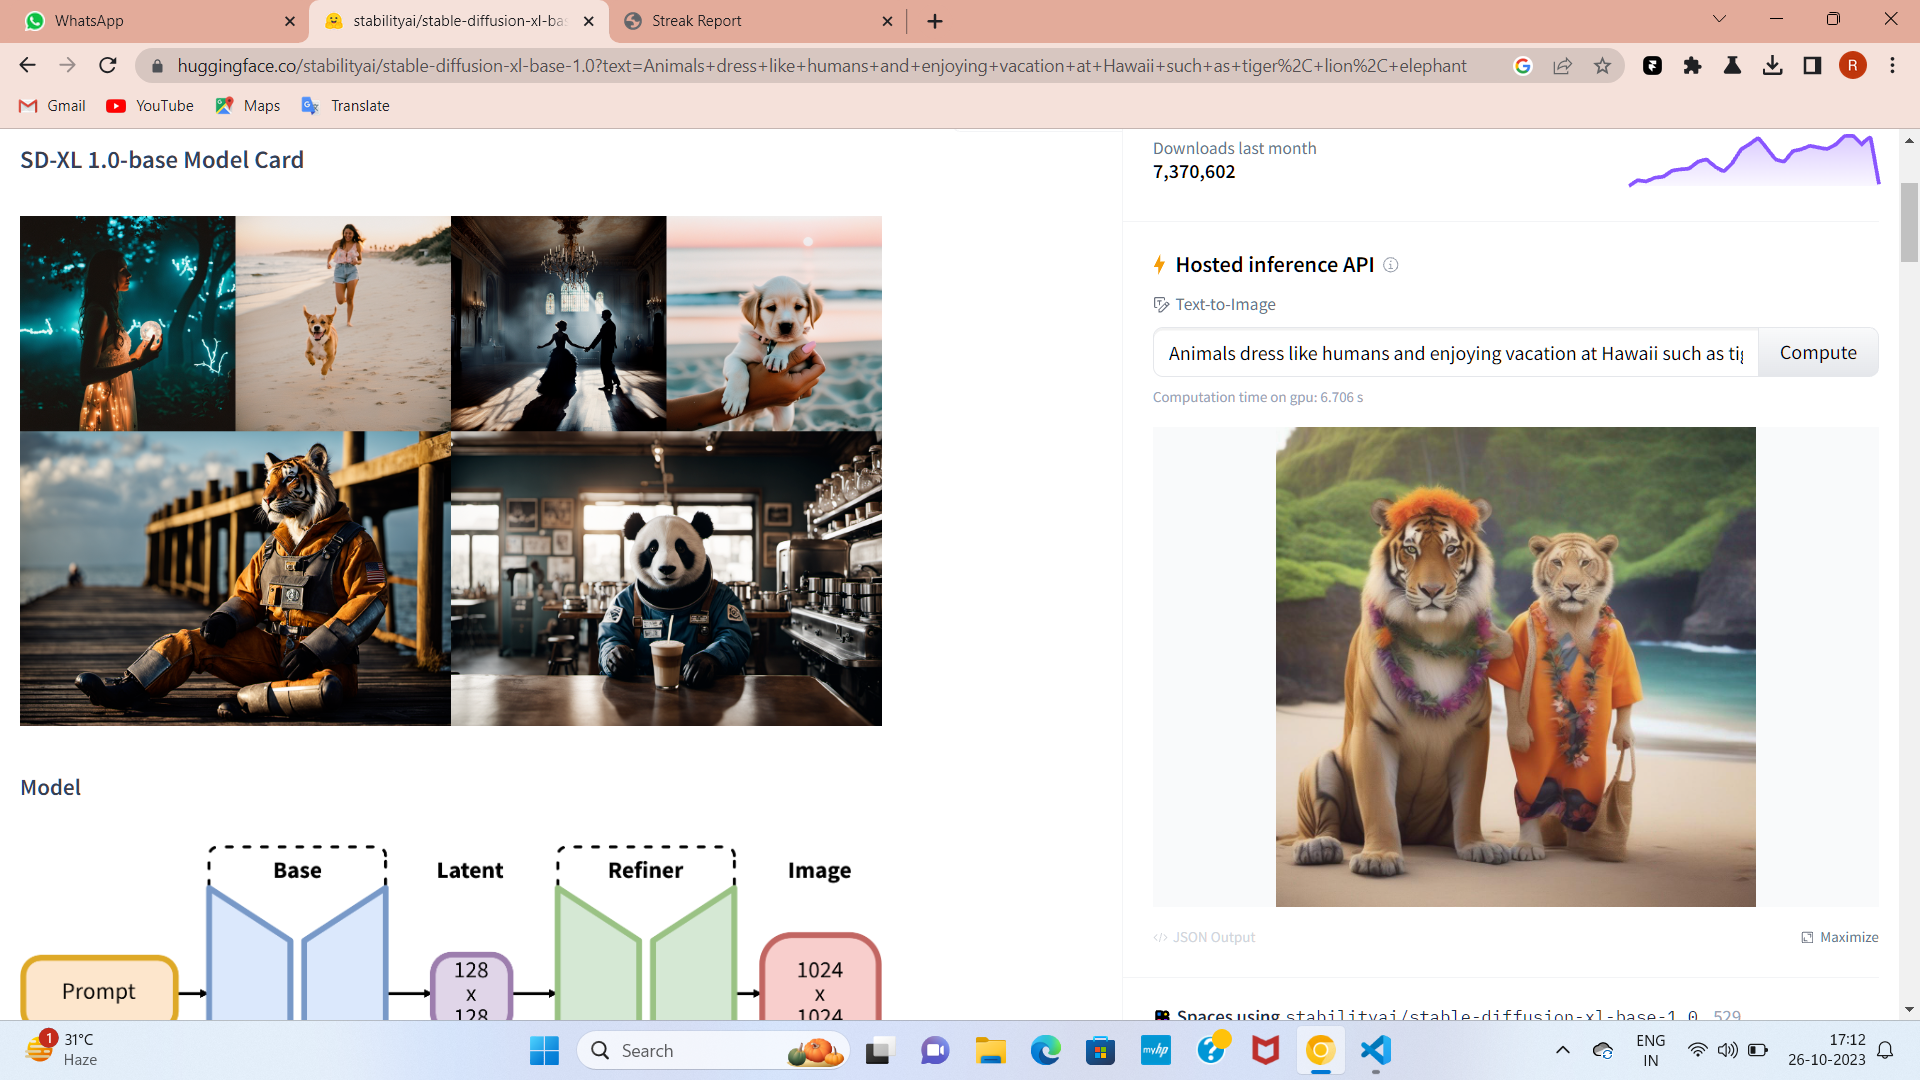 WhatsApp
stabilityai/stable-diffusion-xl-bas
Streak Report
huggingface.co/stabilityai/stable-diffusion-xl-base-1.0?text=Animals+dress+like+humans+and+enjoying+vacation+at+Hawaii+such+as+tiger%2C+lion%2C+elephant
R
Gmail
YouTube
Maps
Translate
SD-XL 1.0-base Model Card
Downloads last month
7,370,602
Hosted inference API
Text-to-Image
Animals dress like humans and enjoying vacation at Hawaii such as tig
Compute
Computation time on gpu: 6.706 s
JSON Output
Maximize
Spaces using stabilityai/stable-diffusion-xl-base-1.0 529
Model
Base
Latent
Refiner
Image
Prompt
128
x
128
1024
x
1024
1
31°C
Haze
Search
myhp
ENG
IN
17:12
26-10-2023